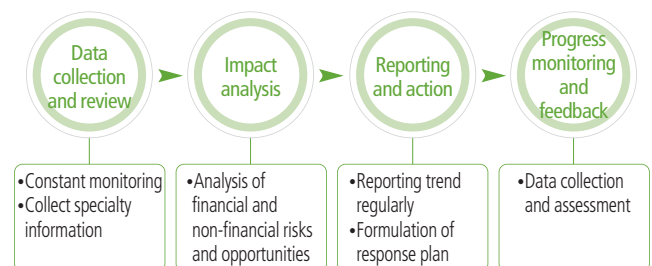 Data
collection
and review
Impact
analysis
Reporting
and action
Progress
monitoring
and
feedback
•Constant monitoring
•Collect specialty
information
•Analysis of
financial and
non-financial risks
and opportunities
•Reporting trend
regularly
•Formulation of
response plan
•Data collection
and assessment